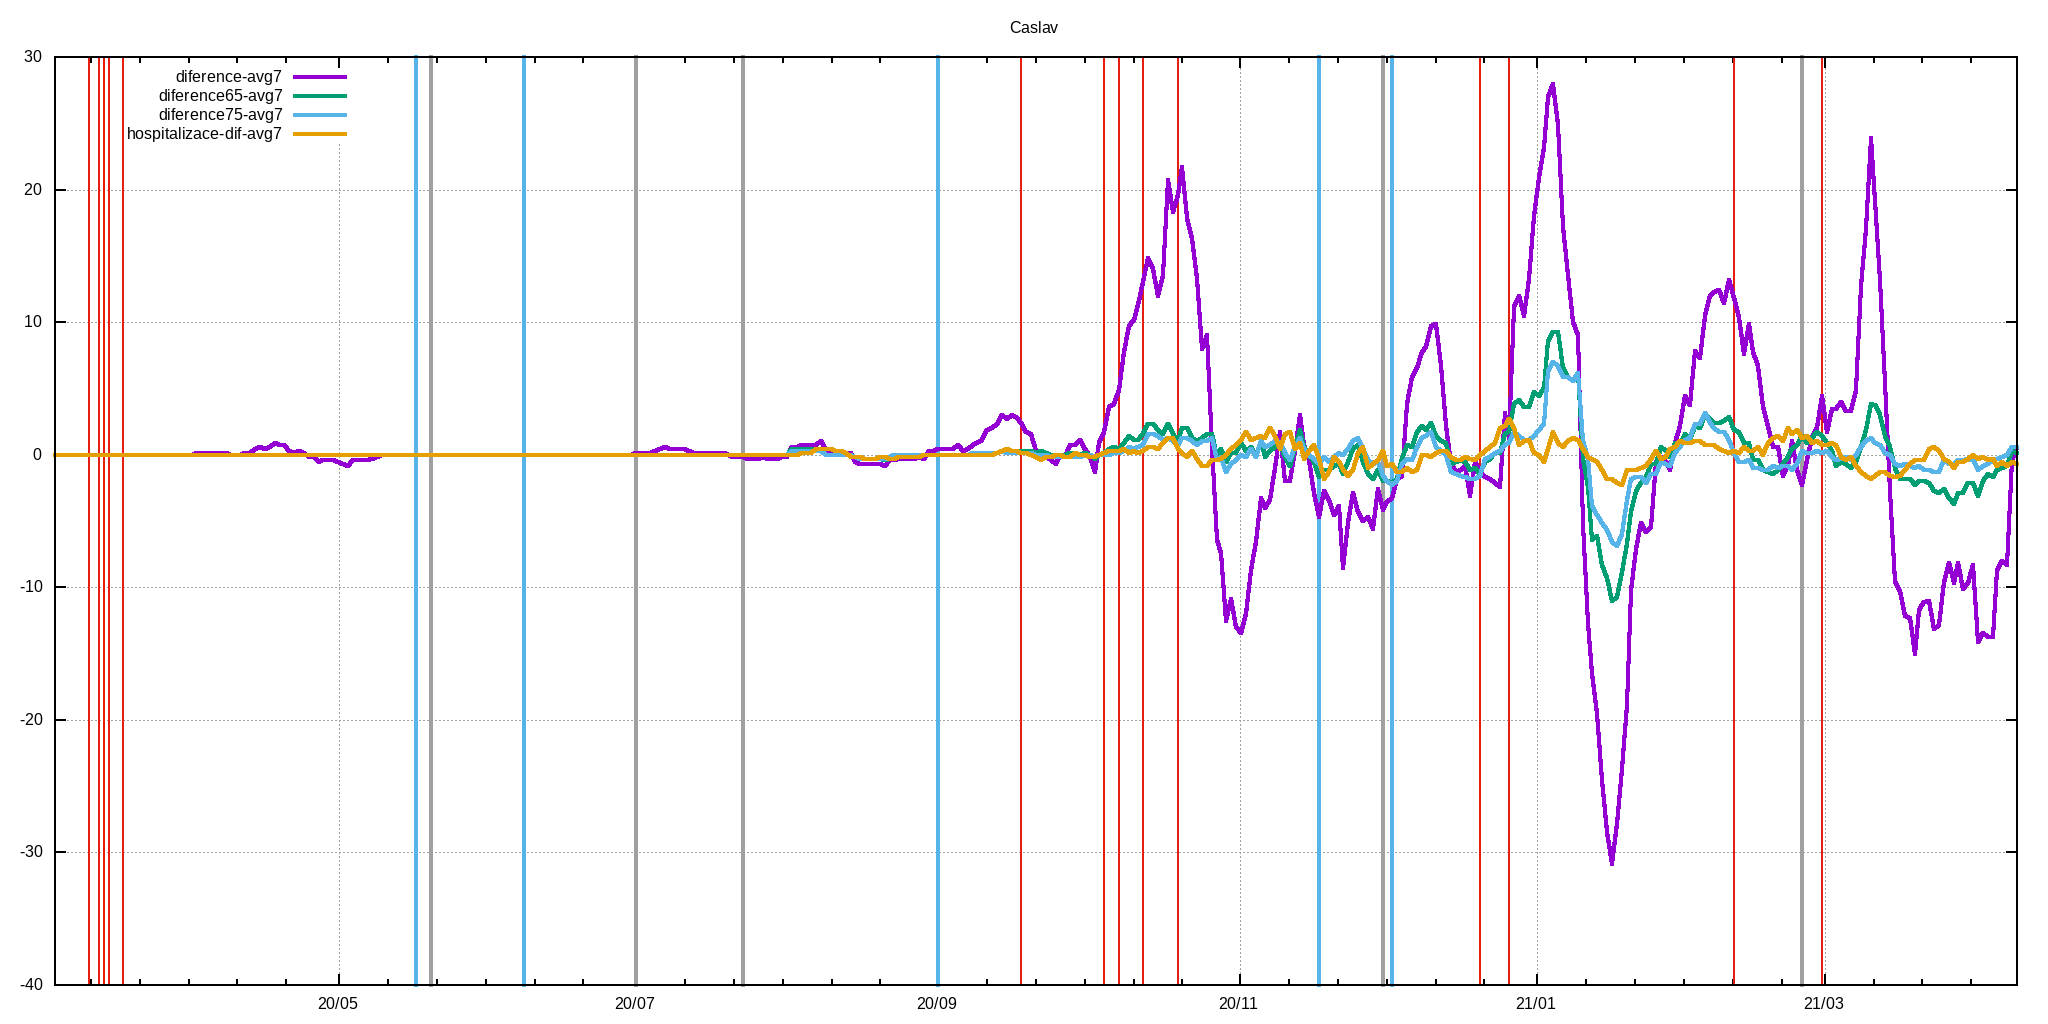 Caslav
30
diference-avg7
diference65-avg7
diference75-avg7
hospitalizace-dif-avg7
20
10
0
-10
-20
-30
-40
20/05 20/07 20/09 20/11 21/01 21/03